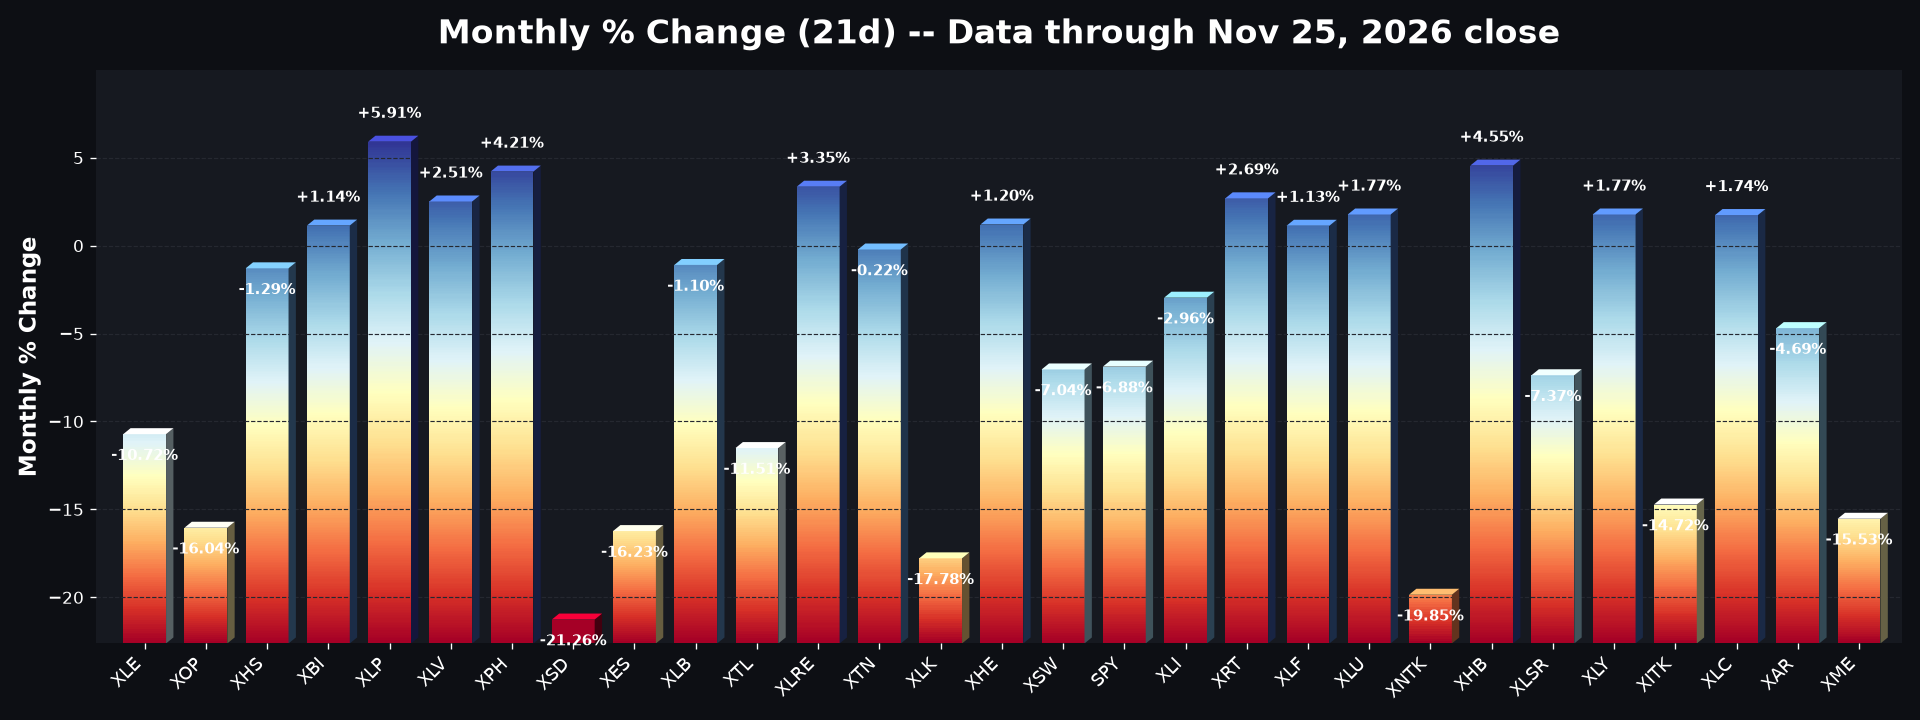 Monthly % Change (21d) -- Data through Nov 25, 2026 close
Monthly % Change
5
0
−5
−10
−15
−20
-10.72%
-16.04%
-1.29%
+1.14%
+5.91%
+2.51%
+4.21%
-21.26%
-16.23%
-1.10%
-11.51%
+3.35%
-0.22%
-17.78%
+1.20%
-7.04%
-6.88%
-2.96%
+2.69%
+1.13%
+1.77%
-19.85%
+4.55%
-7.37%
+1.77%
-14.72%
+1.74%
-4.69%
-15.53%
XLE
XOP
XHS
XBI
XLP
XLV
XPH
XSD
XES
XLB
XTL
XLRE
XTN
XLK
XHE
XSW
SPY
XLI
XRT
XLF
XLU
XNTK
XHB
XLSR
XLY
XITK
XLC
XAR
XME